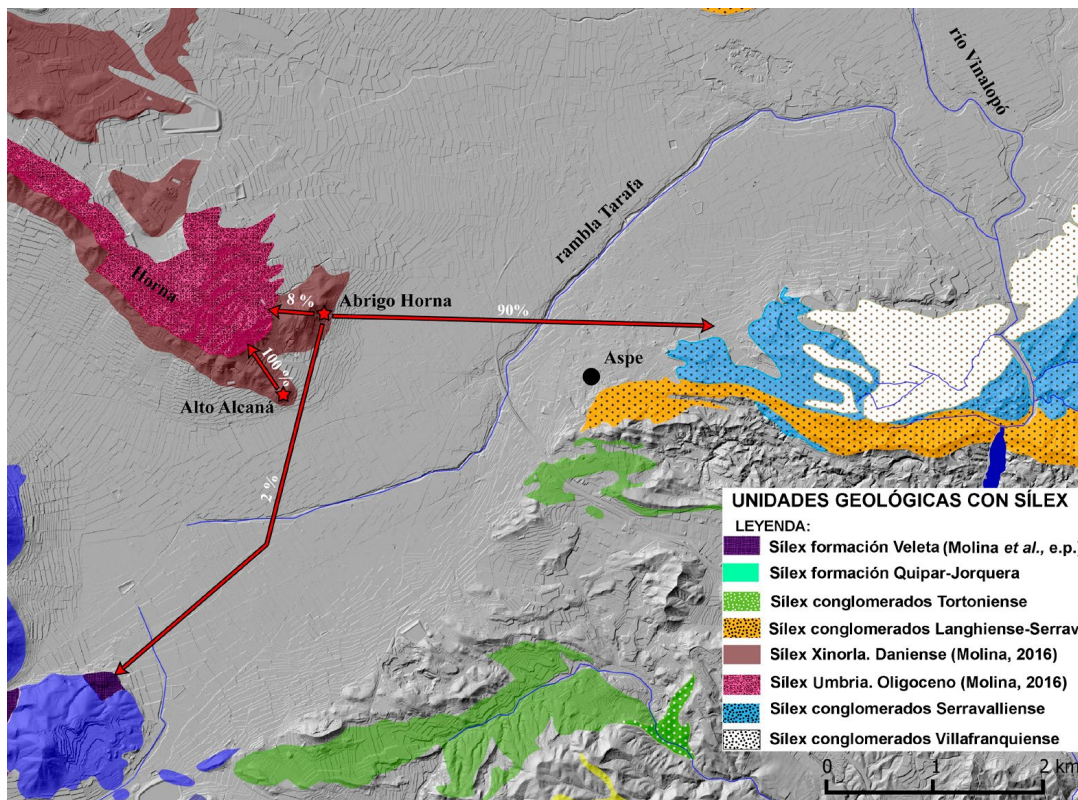 río Vinalopó
rambla Tarafa
Horna
8 %
Abrigo Horna
90%
100 %
Aspe
Alto Alcaná
2 %
UNIDADES GEOLÓGICAS CON SÍLEX
LEYENDA:
Sílex formación Veleta (Molina et al., e.p.)
Sílex formación Quipar-Jorquera
Sílex conglomerados Tortoniense
Sílex conglomerados Langhiense-Serrav
Sílex Xinorla. Daniense (Molina, 2016)
Sílex Umbria. Oligoceno (Molina, 2016)
Sílex conglomerados Serravalliense
Sílex conglomerados Villafranquiense
0 1 2 km